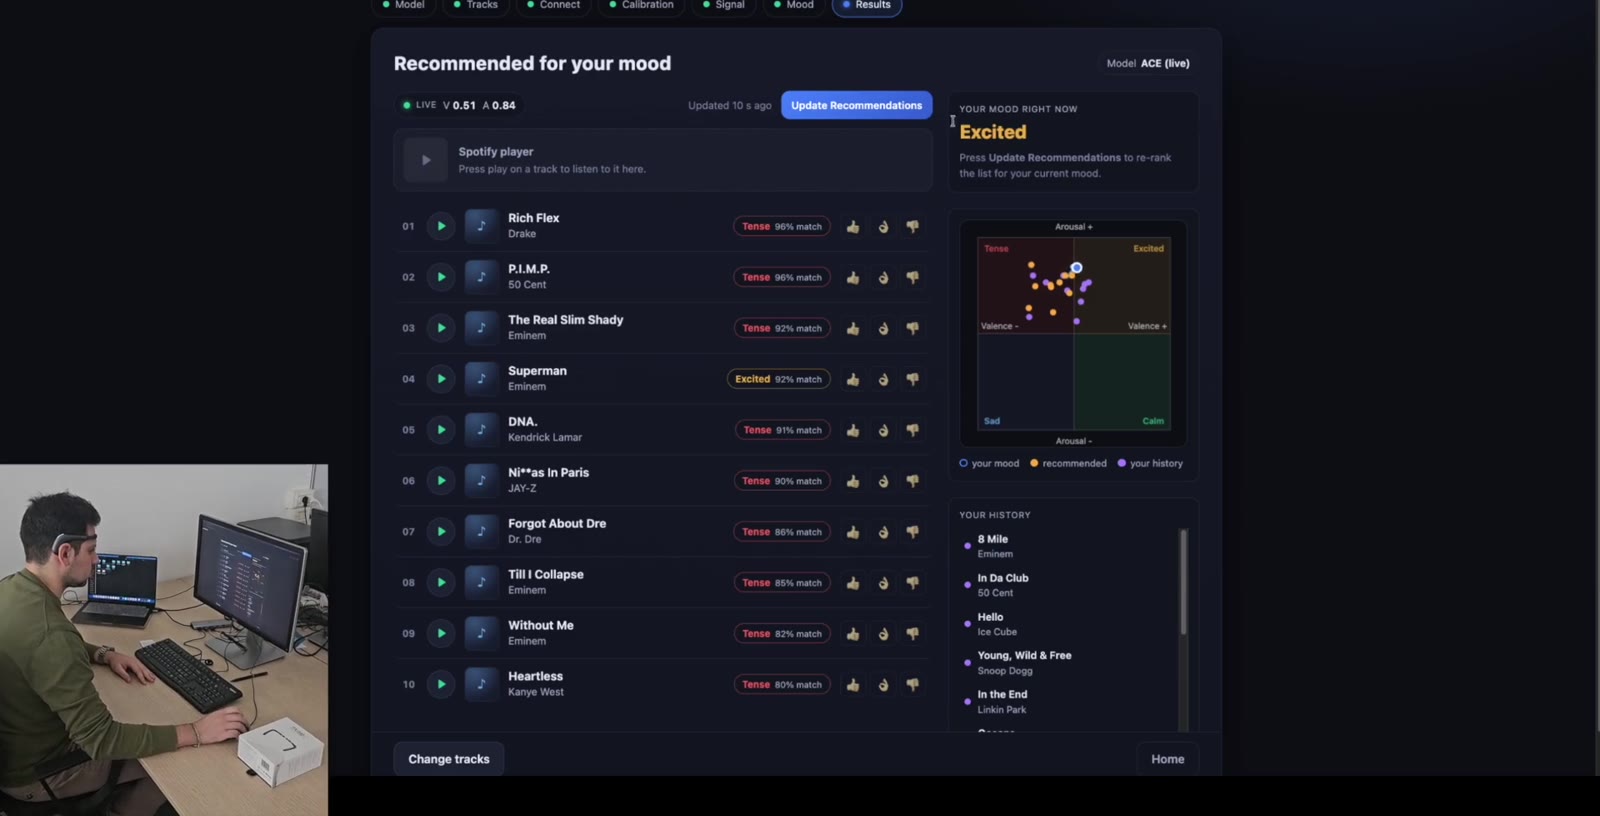 Model
Tracks
Connect
Calibration
Signal
Mood
Results
Recommended for your mood
Model ACE (live)
LIVE V 0.51 A 0.84
Updated 10 s ago
Update Recommendations
Spotify player
Press play on a track to listen to it here.
01
Rich Flex
Drake
Tense 96% match
02
P.I.M.P.
50 Cent
Tense 96% match
03
The Real Slim Shady
Eminem
Tense 92% match
04
Superman
Eminem
Excited 92% match
05
DNA.
Kendrick Lamar
Tense 91% match
06
Ni**as In Paris
JAY-Z
Tense 90% match
07
Forgot About Dre
Dr. Dre
Tense 86% match
08
Till I Collapse
Eminem
Tense 85% match
09
Without Me
Eminem
Tense 82% match
10
Heartless
Kanye West
Tense 80% match
YOUR MOOD RIGHT NOW
Excited
Press Update Recommendations to re-rank
the list for your current mood.
Arousal +
Tense
Excited
Valence -
Valence +
Sad
Calm
Arousal -
your mood
recommended
your history
YOUR HISTORY
8 Mile
Eminem
In Da Club
50 Cent
Hello
Ice Cube
Young, Wild & Free
Snoop Dogg
In the End
Linkin Park
Change tracks
Home